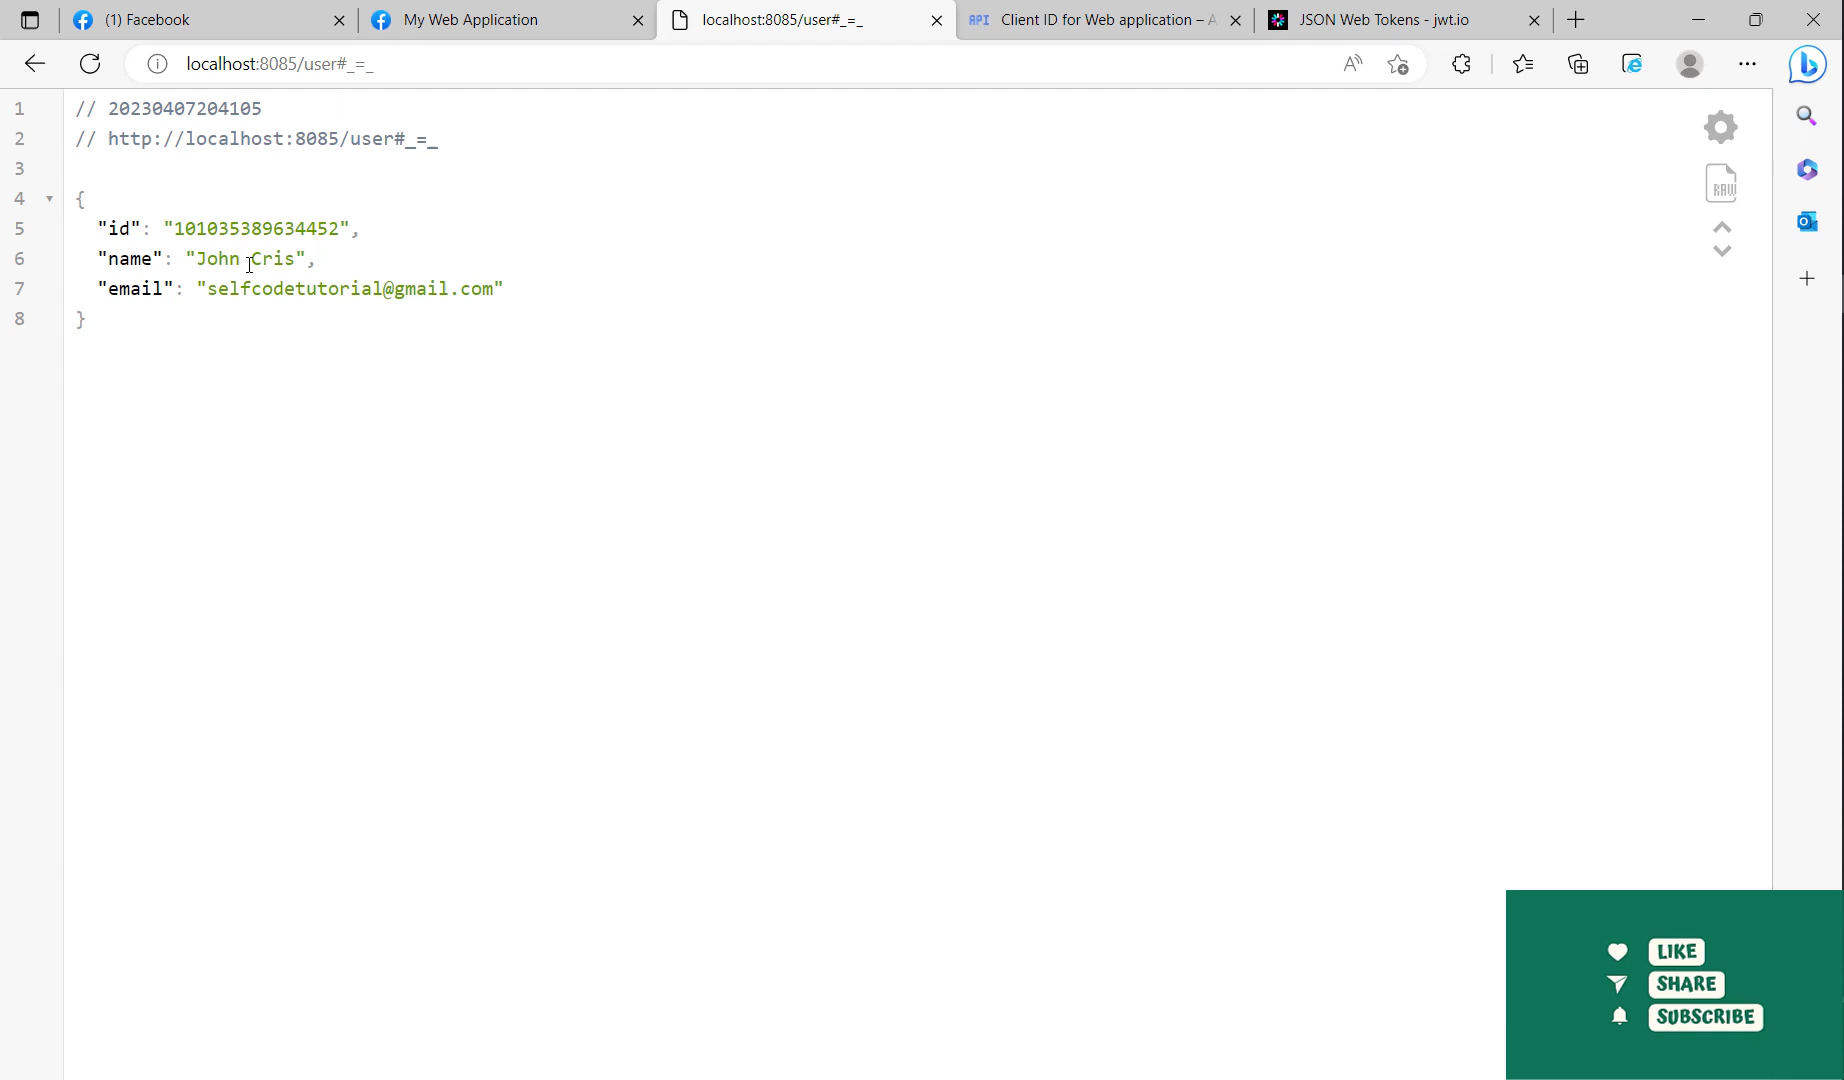 (1) Facebook
My Web Application
localhost:8085/user#_=_
API Client ID for Web application – A
JSON Web Tokens - jwt.io
localhost:8085/user#_=_
1 // 20230407204105
2 // http://localhost:8085/user#_=_
3
4 {
5 "id": "101035389634452",
6 "name": "John Cris",
7 "email": "selfcodetutorial@gmail.com"
8 }
RAW
LIKE
SHARE
SUBSCRIBE